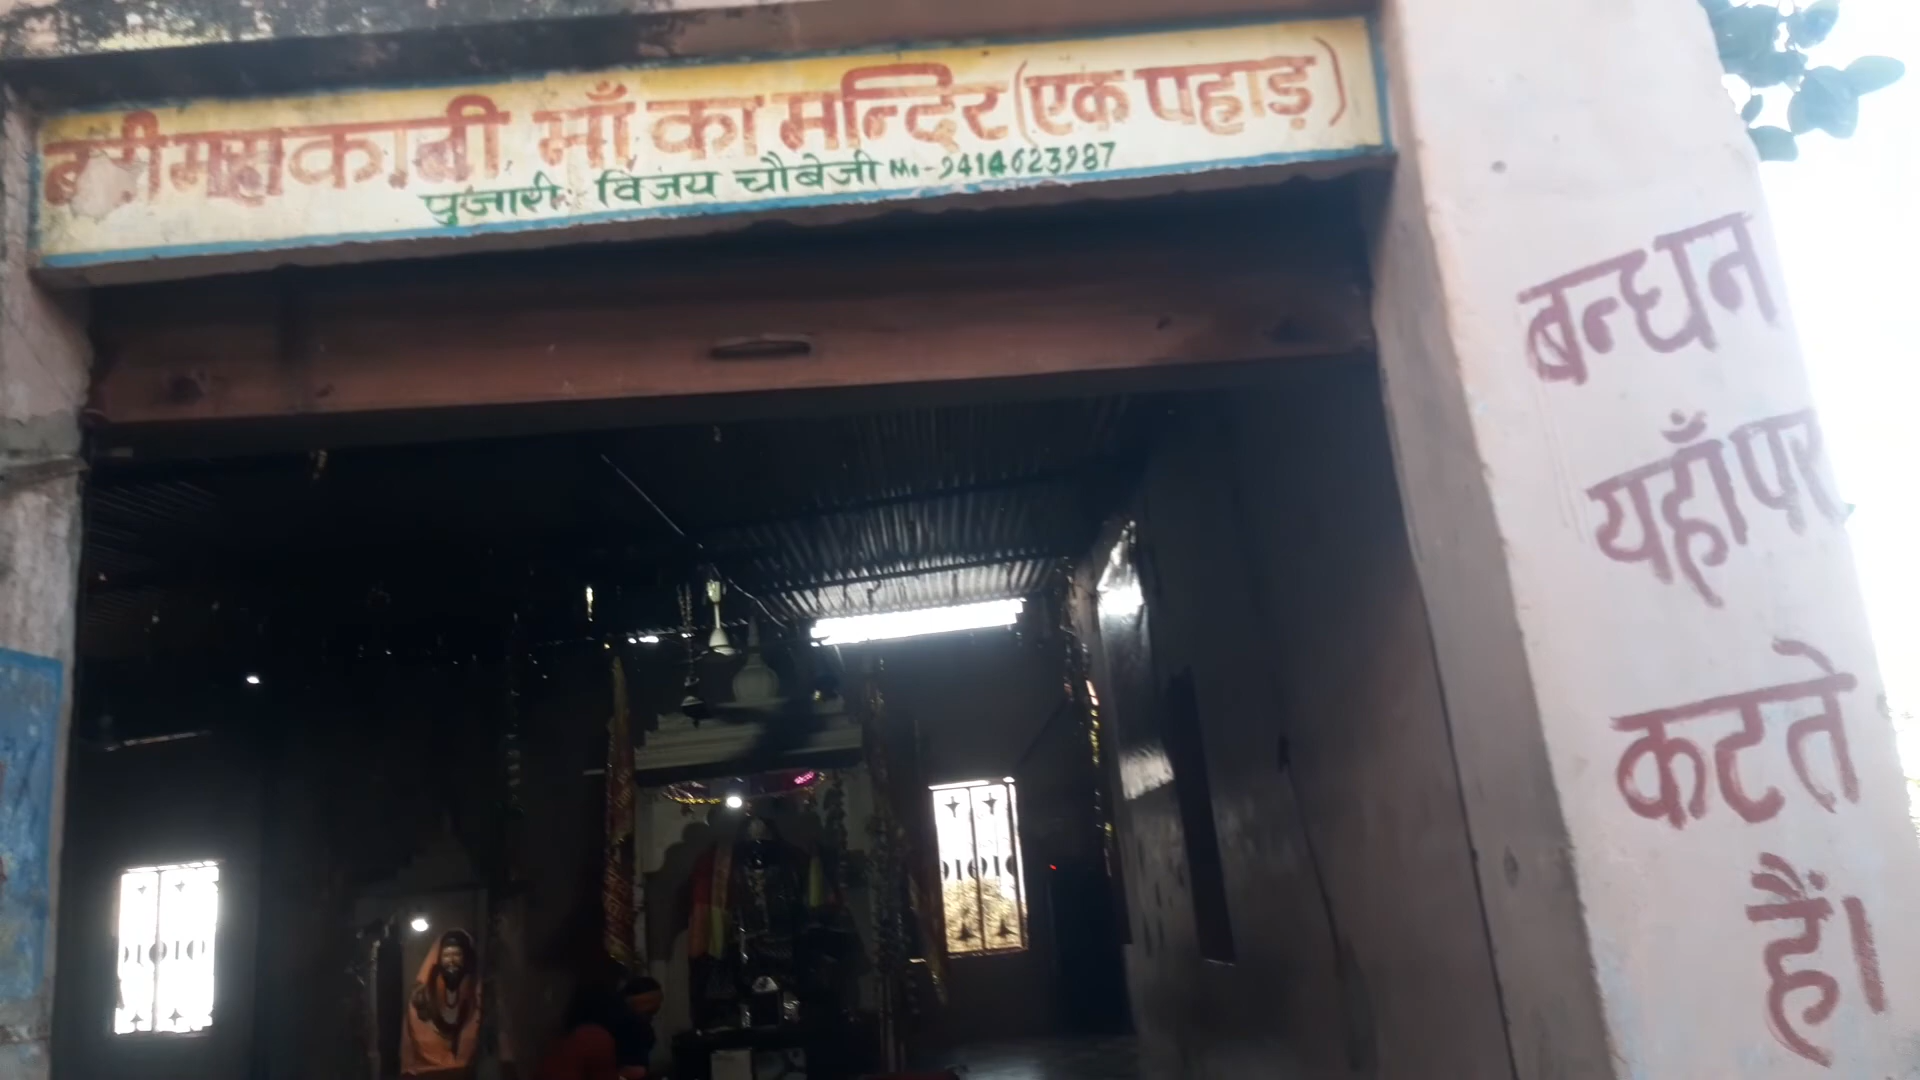 श्री महाकाली माँ का मन्दिर (एक पहाड़)
पुजारी: विजय चौबेजी Mo-9414623987
बन्धन
यहाँ पर
कटते
हैं।